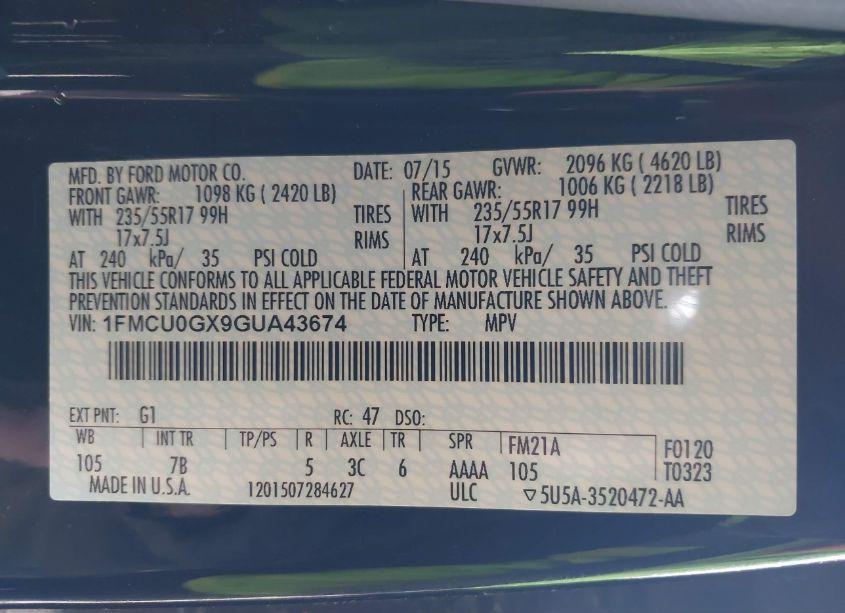 MFD. BY FORD MOTOR CO. DATE: 07/15 GVWR: 2096 KG ( 4620 LB)
FRONT GAWR: 1098 KG ( 2420 LB) REAR GAWR: 1006 KG ( 2218 LB)
WITH 235/55R17 99H TIRES WITH 235/55R17 99H TIRES
17x7.5J RIMS 17x7.5J RIMS
AT 240 kPa/ 35 PSI COLD AT 240 kPa/ 35 PSI COLD
THIS VEHICLE CONFORMS TO ALL APPLICABLE FEDERAL MOTOR VEHICLE SAFETY AND THEFT
PREVENTION STANDARDS IN EFFECT ON THE DATE OF MANUFACTURE SHOWN ABOVE.
VIN: 1FMCU0GX9GUA43674 TYPE: MPV
EXT PNT: G1 RC: 47 DSO:
WB INT TR TP/PS R AXLE TR SPR FM21A F0120
105 7B 5 3C 6 AAAA 105 T0323
MADE IN U.S.A. 1201507284627 ULC ▽5U5A-3520472-AA